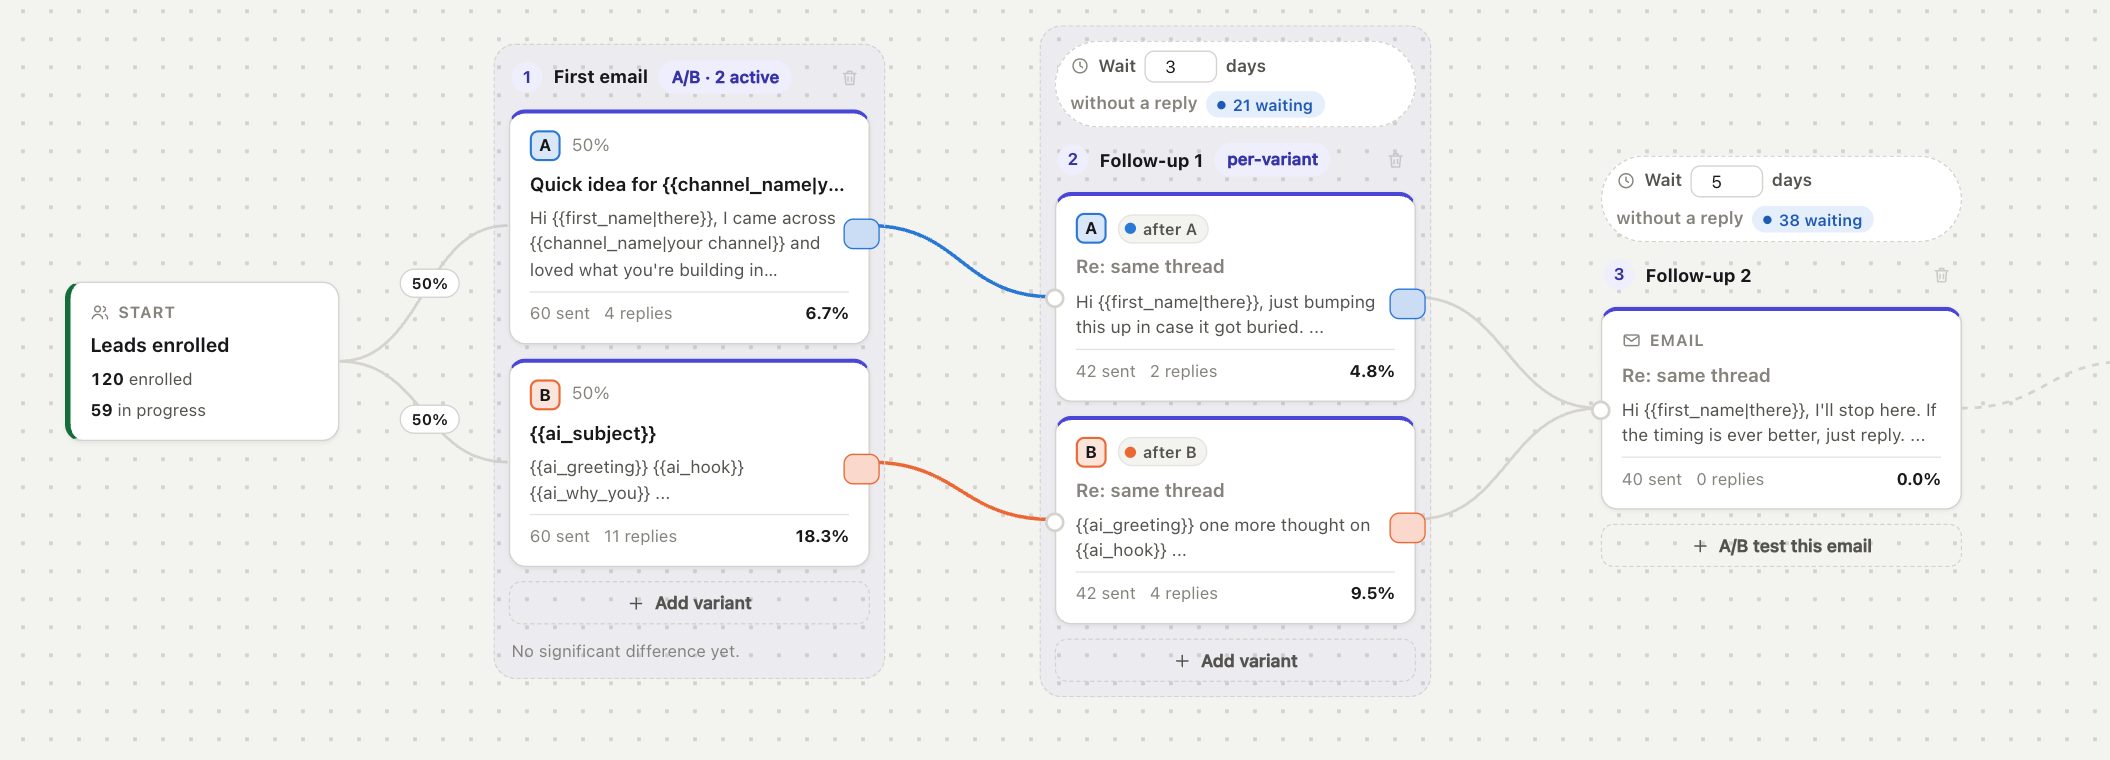 START
Leads enrolled
120 enrolled
59 in progress
50%
50%
1 First email A/B · 2 active
A 50%
Quick idea for {{channel_name|y...
Hi {{first_name|there}}, I came across
{{channel_name|your channel}} and
loved what you're building in...
60 sent 4 replies 6.7%
B 50%
{{ai_subject}}
{{ai_greeting}} {{ai_hook}}
{{ai_why_you}} ...
60 sent 11 replies 18.3%
+ Add variant
No significant difference yet.
Wait 3 days
without a reply 21 waiting
2 Follow-up 1 per-variant
A after A
Re: same thread
Hi {{first_name|there}}, just bumping
this up in case it got buried. ...
42 sent 2 replies 4.8%
B after B
Re: same thread
{{ai_greeting}} one more thought on
{{ai_hook}} ...
42 sent 4 replies 9.5%
+ Add variant
Wait 5 days
without a reply 38 waiting
3 Follow-up 2
EMAIL
Re: same thread
Hi {{first_name|there}}, I'll stop here. If
the timing is ever better, just reply. ...
40 sent 0 replies 0.0%
+ A/B test this email